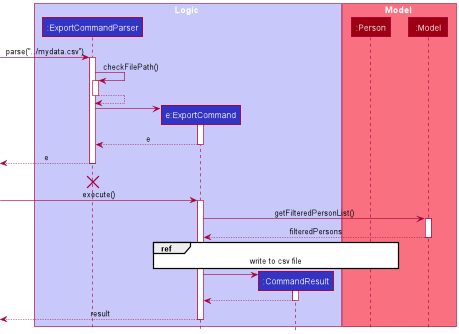 Logic
Model
:ExportCommandParser
:Person
:Model
parse("../mydata.csv")
checkFilePath()
e:ExportCommand
e
e
execute()
getFilteredPersonList()
filteredPersons
ref
write to csv file
:CommandResult
result